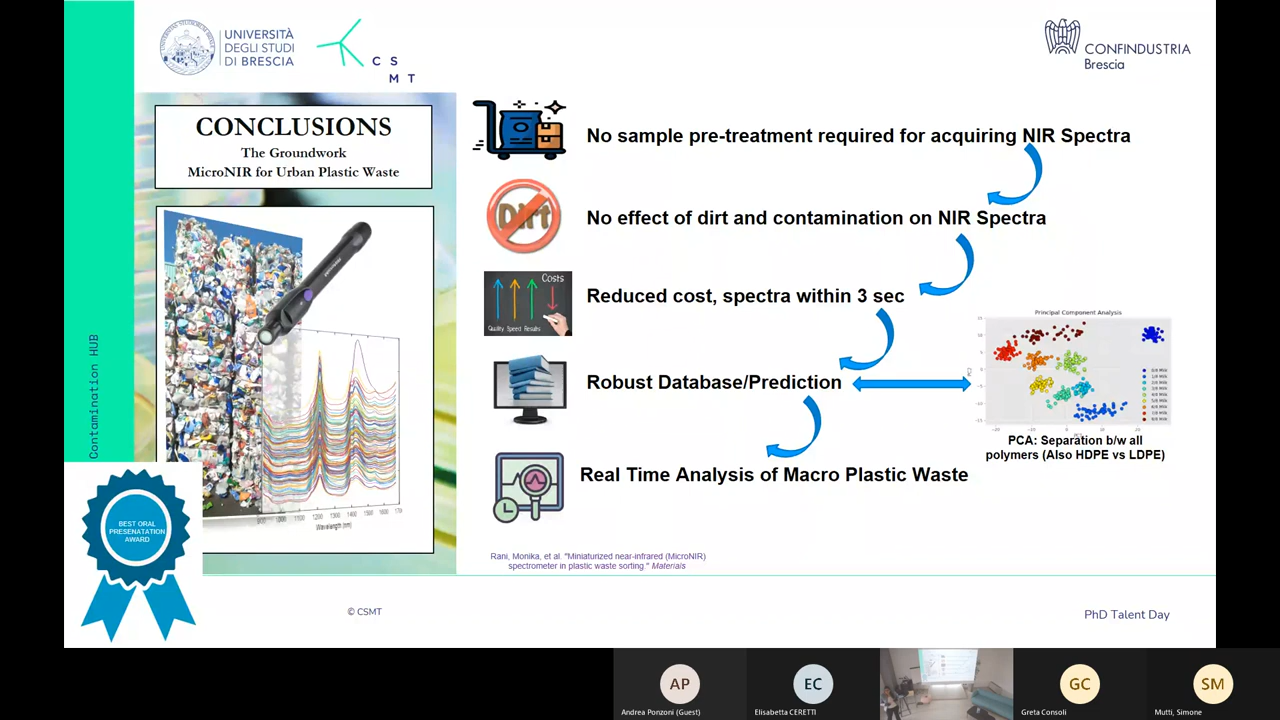 UNIVERSITÀ
DEGLI STUDI
DI BRESCIA
C S
M T
CONFINDUSTRIA
Brescia
CONCLUSIONS
The Groundwork
MicroNIR for Urban Plastic Waste
No sample pre-treatment required for acquiring NIR Spectra
Dirt
No effect of dirt and contamination on NIR Spectra
Costs
Quality Speed Results
Reduced cost, spectra within 3 sec
Principal Component Analysis
Robust Database/Prediction
PCA: Separation b/w all
polymers (Also HDPE vs LDPE)
Real Time Analysis of Macro Plastic Waste
Wavelength (nm)
Contamination HUB
BEST ORAL
PRESENATATION
AWARD
Rani, Monika, et al. "Miniaturized near-infrared (MicroNIR)
spectrometer in plastic waste sorting." Materials
© CSMT
PhD Talent Day
AP
Andrea Ponzoni (Guest)
EC
Elisabetta CERETTI
GC
Greta Consoli
SM
Mutti, Simone